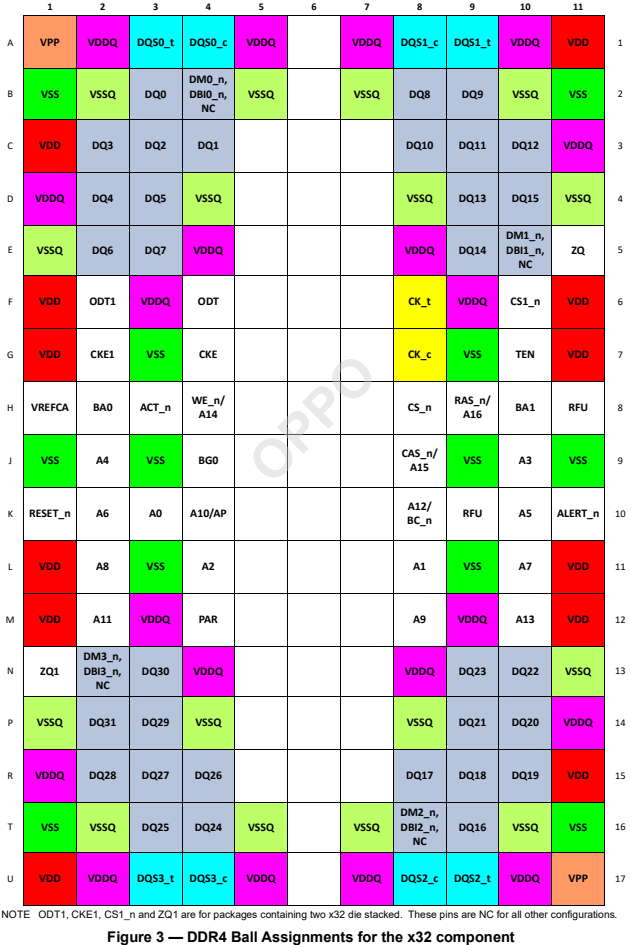 1 2 3 4 5 6 7 8 9 10 11
A VPP VDDQ DQS0_t DQS0_c VDDQ VDDQ DQS1_c DQS1_t VDDQ VDD 1
B VSS VSSQ DQ0 DM0_n, DBI0_n, NC VSSQ VSSQ DQ8 DQ9 VSSQ VSS 2
C VDD DQ3 DQ2 DQ1 DQ10 DQ11 DQ12 VDDQ 3
D VDDQ DQ4 DQ5 VSSQ VSSQ DQ13 DQ15 VSSQ 4
E VSSQ DQ6 DQ7 VDDQ VDDQ DQ14 DM1_n, DBI1_n, NC ZQ 5
F VDD ODT1 VDDQ ODT CK_t VDDQ CS1_n VDD 6
G VDD CKE1 VSS CKE CK_c VSS TEN VDD 7
H VREFCA BA0 ACT_n WE_n/ A14 CS_n RAS_n/ A16 BA1 RFU 8
J VSS A4 VSS BG0 CAS_n/ A15 VSS A3 VSS 9
K RESET_n A6 A0 A10/AP A12/ BC_n RFU A5 ALERT_n 10
L VDD A8 VSS A2 A1 VSS A7 VDD 11
M VDD A11 VDDQ PAR A9 VDDQ A13 VDD 12
N ZQ1 DM3_n, DBI3_n, NC DQ30 VDDQ VDDQ DQ23 DQ22 VSSQ 13
P VSSQ DQ31 DQ29 VSSQ VSSQ DQ21 DQ20 VDDQ 14
R VDDQ DQ28 DQ27 DQ26 DQ17 DQ18 DQ19 VDD 15
T VSS VSSQ DQ25 DQ24 VSSQ VSSQ DM2_n, DBI2_n, NC DQ16 VSSQ VSS 16
U VDD VDDQ DQS3_t DQS3_c VDDQ VDDQ DQS2_c DQS2_t VDDQ VPP 17
OPPO
NOTE ODT1, CKE1, CS1_n and ZQ1 are for packages containing two x32 die stacked. These pins are NC for all other configurations.
Figure 3 — DDR4 Ball Assignments for the x32 component